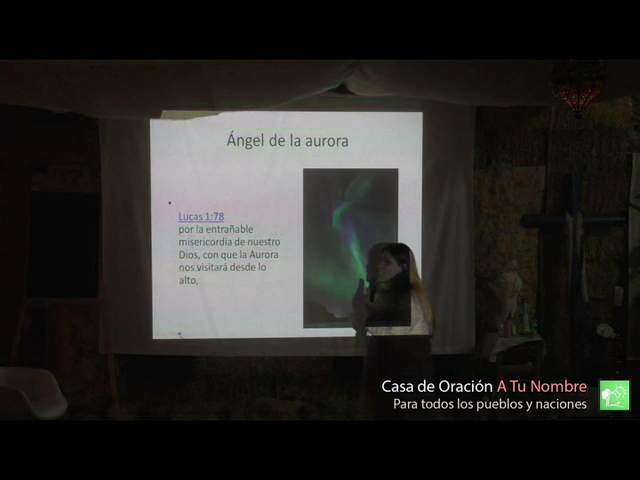 Ángel de la aurora
Lucas 1:78
por la entrañable
misericordia de nuestro
Dios, con que la Aurora
nos visitará desde lo
alto,
Casa de Oración A Tu Nombre
Para todos los pueblos y naciones